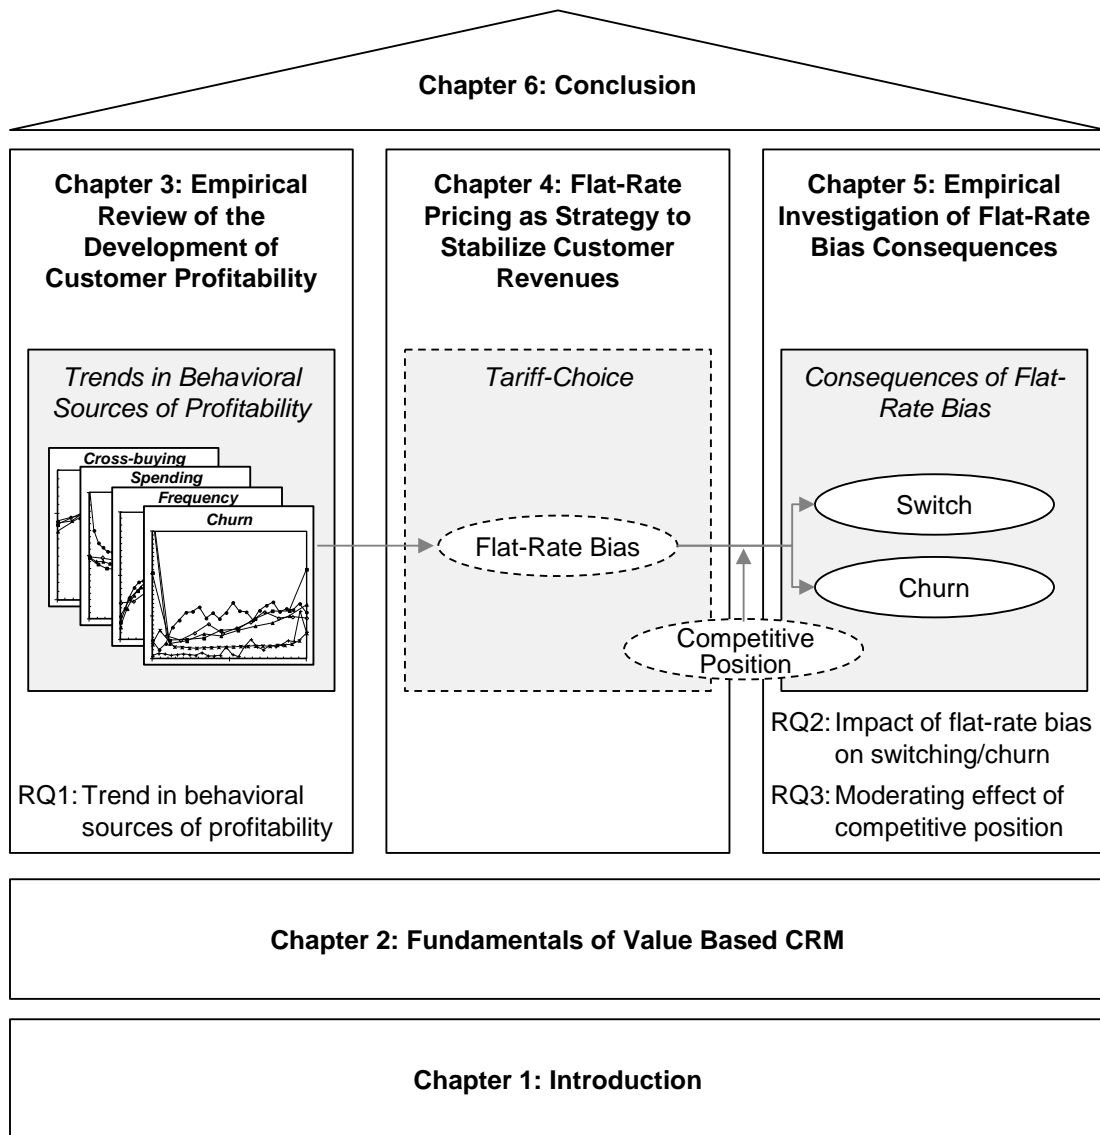 Chapter 6: Conclusion
Chapter 3: Empirical
Review of the
Development of
Customer Profitability
Trends in Behavioral
Sources of Profitability
Cross-buying
Spending
Frequency
Churn
RQ1: Trend in behavioral
sources of profitability
Chapter 4: Flat-Rate
Pricing as Strategy to
Stabilize Customer
Revenues
Tariff-Choice
Flat-Rate Bias
Competitive
Position
Chapter 5: Empirical
Investigation of Flat-Rate
Bias Consequences
Consequences of Flat-
Rate Bias
Switch
Churn
RQ2: Impact of flat-rate bias
on switching/churn
RQ3: Moderating effect of
competitive position
Chapter 2: Fundamentals of Value Based CRM
Chapter 1: Introduction